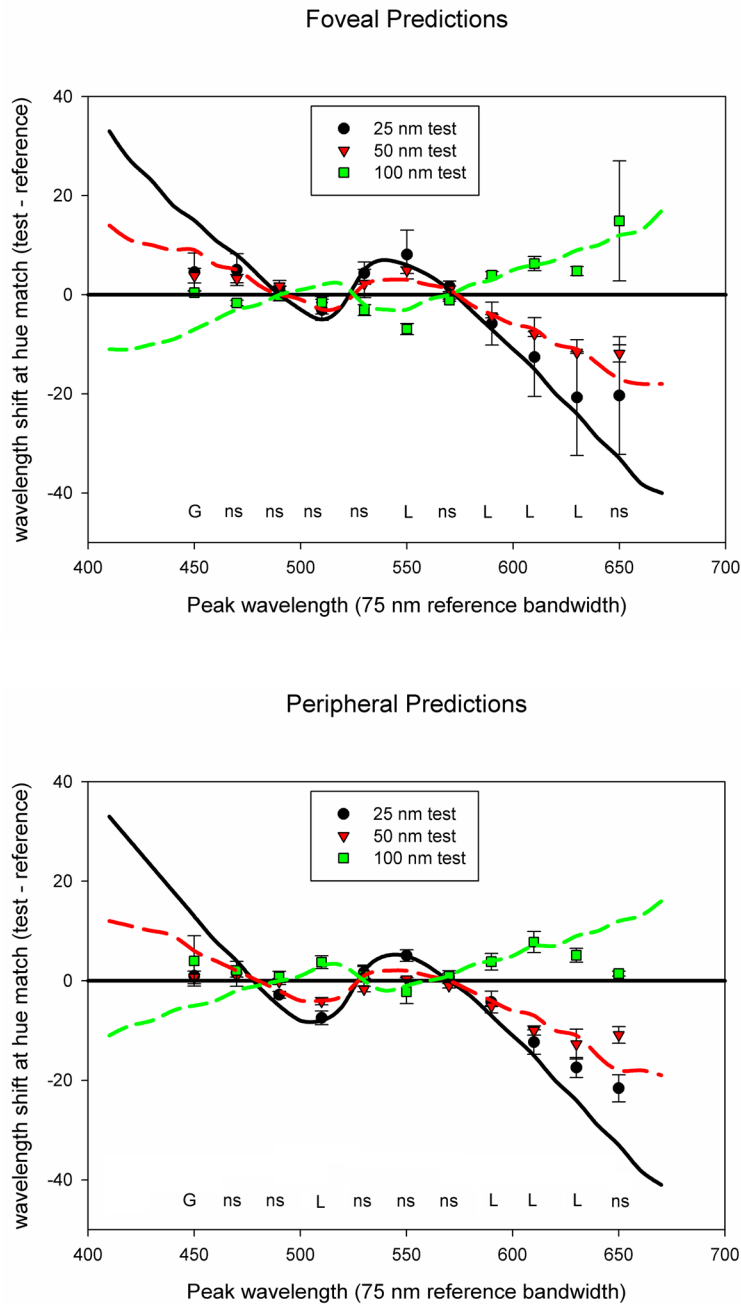 Foveal Predictions
wavelength shift at hue match (test - reference)
40
20
0
-20
-40
25 nm test
50 nm test
100 nm test
G ns ns ns ns L ns L L L ns
400 450 500 550 600 650 700
Peak wavelength (75 nm reference bandwidth)
Peripheral Predictions
wavelength shift at hue match (test - reference)
40
20
0
-20
-40
25 nm test
50 nm test
100 nm test
G ns ns L ns ns ns L L L ns
400 450 500 550 600 650 700
Peak wavelength (75 nm reference bandwidth)